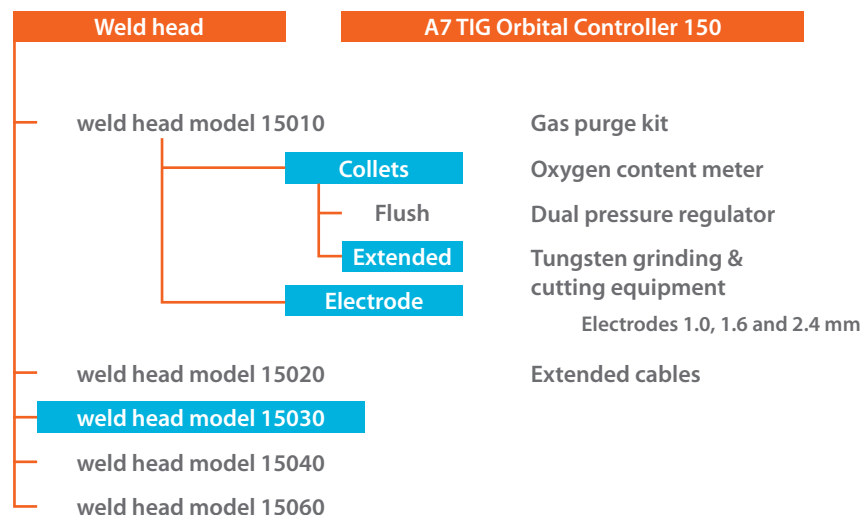 Weld head
A7 TIG Orbital Controller 150
weld head model 15010
Collets
Flush
Extended
Electrode
weld head model 15020
weld head model 15030
weld head model 15040
weld head model 15060
Gas purge kit
Oxygen content meter
Dual pressure regulator
Tungsten grinding &
cutting equipment
Electrodes 1.0, 1.6 and 2.4 mm
Extended cables